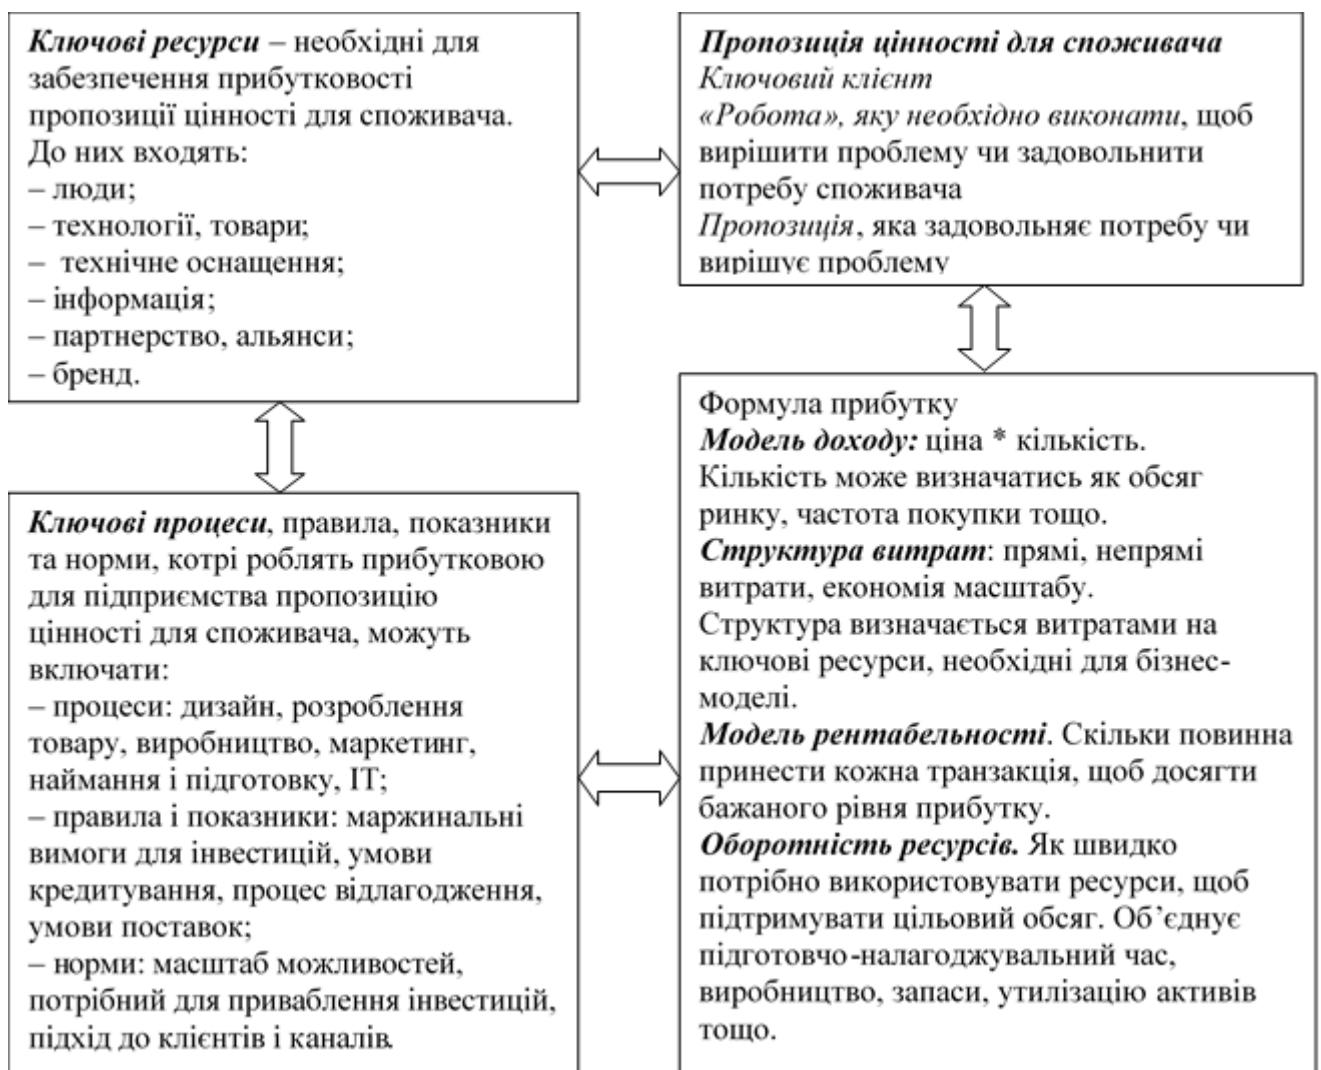 Ключові ресурси – необхідні для
забезпечення прибутковості
пропозиції цінності для споживача.
До них входять:
– люди;
– технології, товари;
– технічне оснащення;
– інформація;
– партнерство, альянси;
– бренд.
Пропозиція цінності для споживача
Ключовий клієнт
«Робота», яку необхідно виконати, щоб
вирішити проблему чи задовольнити
потребу споживача
Пропозиція, яка задовольняє потребу чи
вирішує проблему
Ключові процеси, правила, показники
та норми, котрі роблять прибутковою
для підприємства пропозицію
цінності для споживача, можуть
включати:
– процеси: дизайн, розроблення
товару, виробництво, маркетинг,
наймання і підготовку, ІТ;
– правила і показники: маржинальні
вимоги для інвестицій, умови
кредитування, процес відлагодження,
умови поставок;
– норми: масштаб можливостей,
потрібний для приваблення інвестицій,
підхід до клієнтів і каналів.
Формула прибутку
Модель доходу: ціна * кількість.
Кількість може визначатись як обсяг
ринку, частота покупки тощо.
Структура витрат: прямі, непрямі
витрати, економія масштабу.
Структура визначається витратами на
ключові ресурси, необхідні для бізнес-
моделі.
Модель рентабельності. Скільки повинна
принести кожна транзакція, щоб досягти
бажаного рівня прибутку.
Оборотність ресурсів. Як швидко
потрібно використовувати ресурси, щоб
підтримувати цільовий обсяг. Об’єднує
підготовчо-налагоджувальний час,
виробництво, запаси, утилізацію активів
тощо.